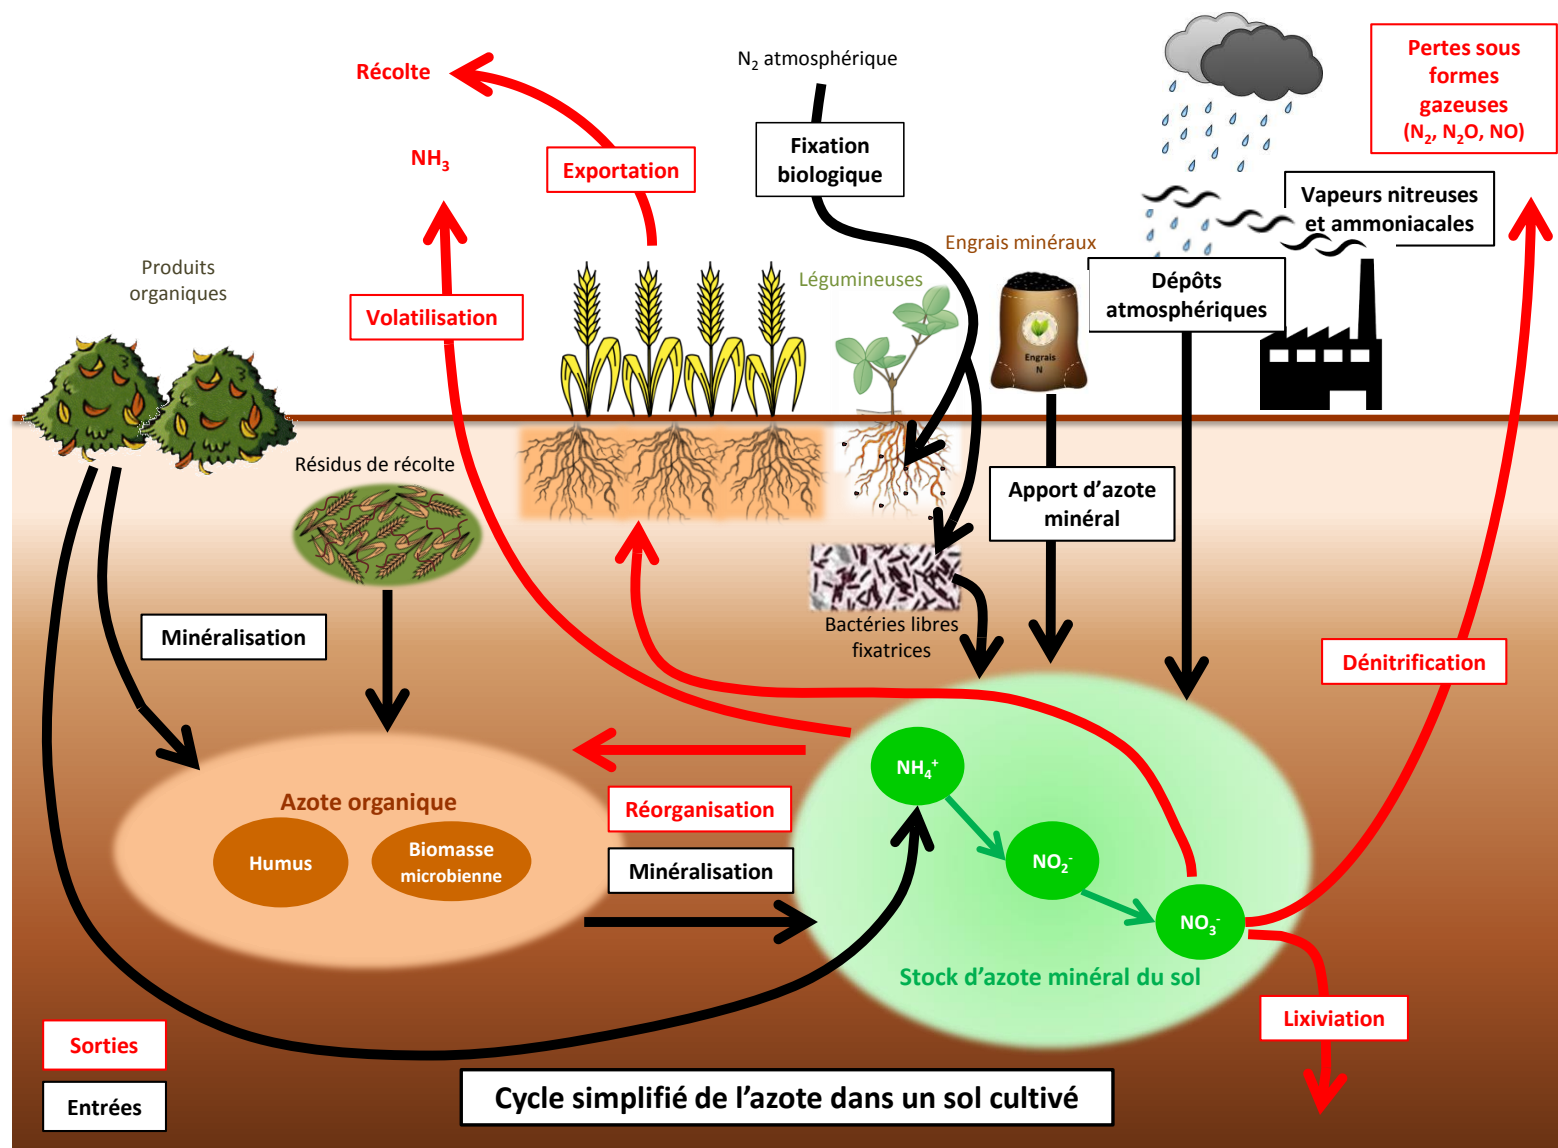 N₂ atmosphérique
Récolte
Pertes sous
formes
gazeuses
(N₂, N₂O, NO)
NH₃
Exportation
Fixation
biologique
Vapeurs nitreuses
et ammoniacales
Engrais minéraux
Produits
organiques
Légumineuses
Dépôts
atmosphériques
Volatilisation
Engrais
N
Résidus de récolte
Apport d’azote
minéral
Minéralisation
Bactéries libres
fixatrices
Dénitrification
NH₄⁺
Azote organique
Réorganisation
Humus
Biomasse
microbienne
Minéralisation
NO₂⁻
NO₃⁻
Stock d’azote minéral du sol
Lixiviation
Sorties
Entrées
Cycle simplifié de l’azote dans un sol cultivé